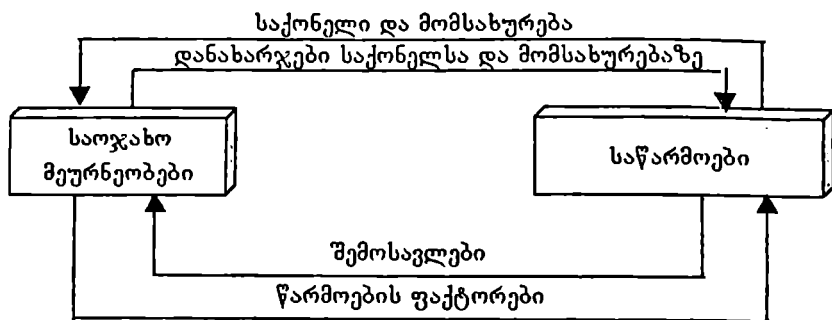 საქონელი და მომსახურება
დანახარჯები საქონელსა და მომსახურებაზე
საოჯახო
მეურნეობები
საწარმოები
შემოსავლები
წარმოების ფაქტორები